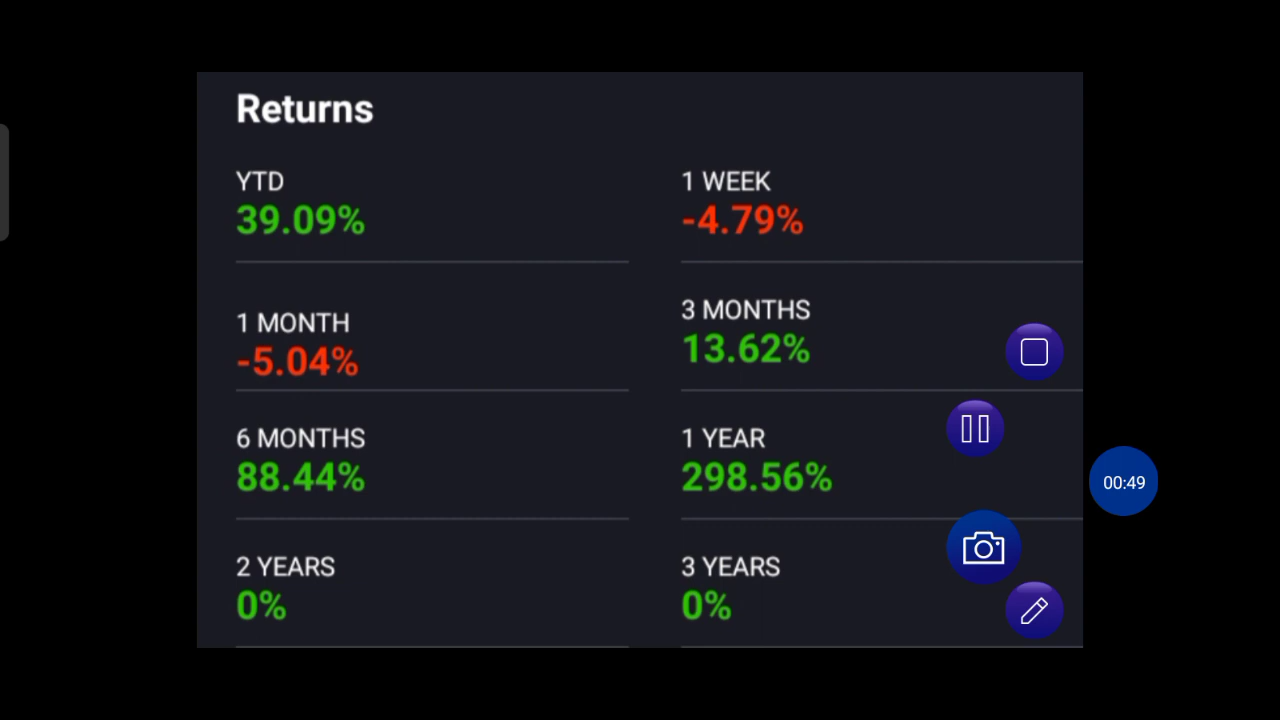 Returns
YTD
39.09%
1 WEEK
-4.79%
1 MONTH
-5.04%
3 MONTHS
13.62%
6 MONTHS
88.44%
1 YEAR
298.56%
00:49
2 YEARS
0%
3 YEARS
0%